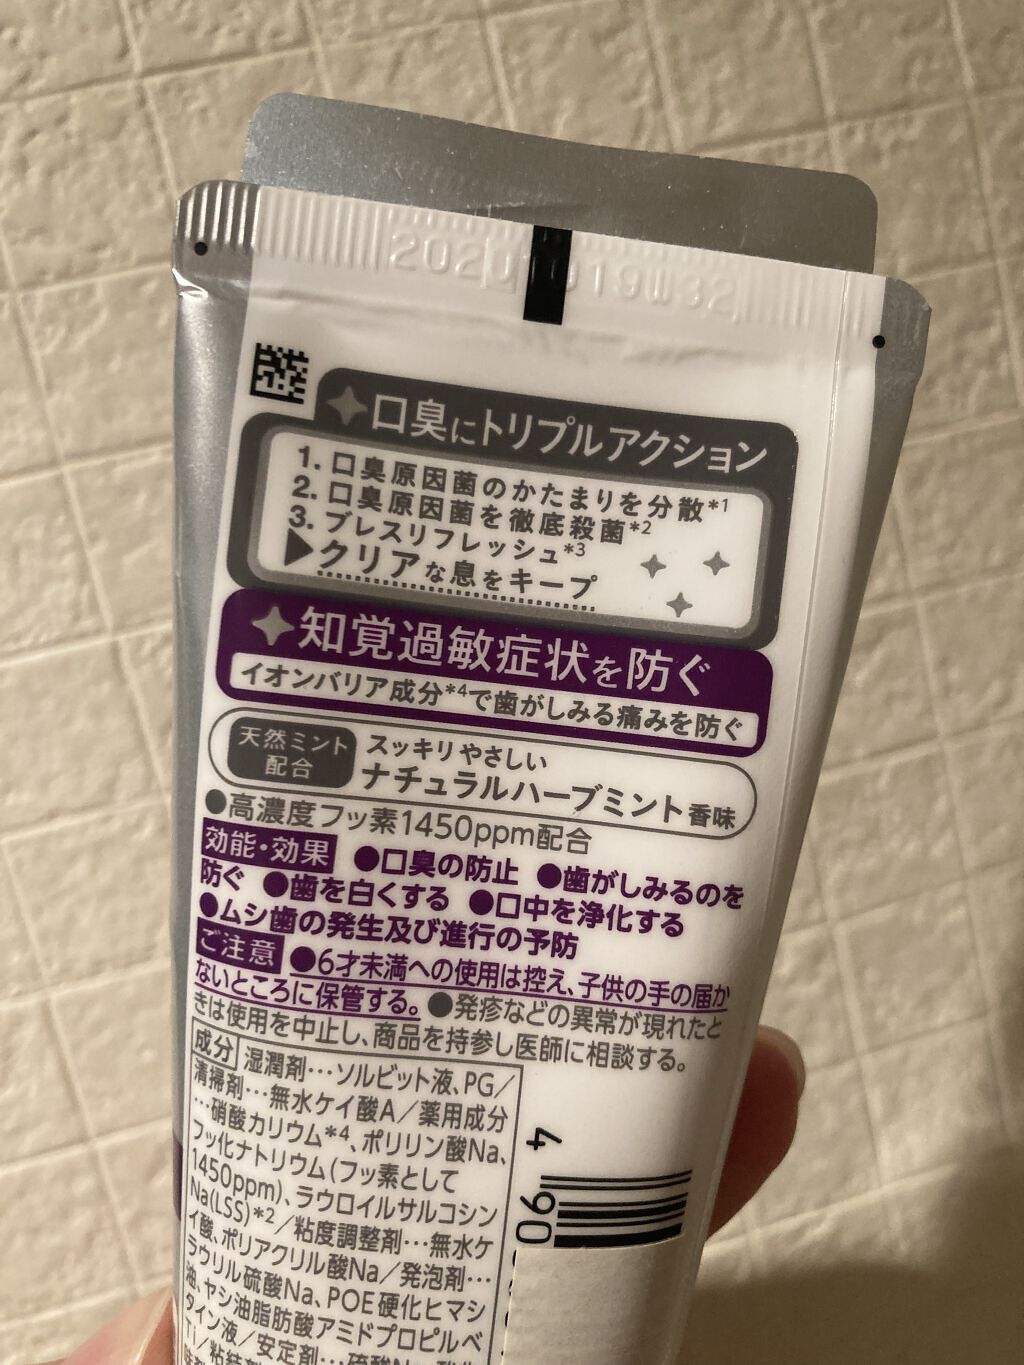 口臭にトリプルアクション
1. 口臭原因菌のかたまりを分散*1
2. 口臭原因菌を徹底殺菌*2
3. ブレスリフレッシュ*3
▶クリアな息をキープ
知覚過敏症状を防ぐ
イオンバリア成分*4で歯がしみる痛みを防ぐ
天然ミント
配合
スッキリやさしい
ナチュラルハーブミント香味
●高濃度フッ素1450ppm配合
効能・効果 ●口臭の防止 ●歯がしみるのを
防ぐ ●歯を白くする ●口中を浄化する
●ムシ歯の発生及び進行の予防
ご注意 ●6才未満への使用は控え、子供の手の届か
ないところに保管する。●発疹などの異常が現れたと
きは使用を中止し、商品を持参し医師に相談する。
成分 湿潤剤…ソルビット液、PG/
清掃剤…無水ケイ酸A/薬用成分
…硝酸カリウム*4、ポリリン酸Na、
フッ化ナトリウム(フッ素として
1450ppm)、ラウロイルサルコシン
Na(LSS)*2/粘度調整剤…無水ケ
イ酸、ポリアクリル酸Na/発泡剤…
ラウリル硫酸Na、POE硬化ヒマシ
油、ヤシ油脂肪酸アミドプロピルベ
タイン液/安定剤…
4 90